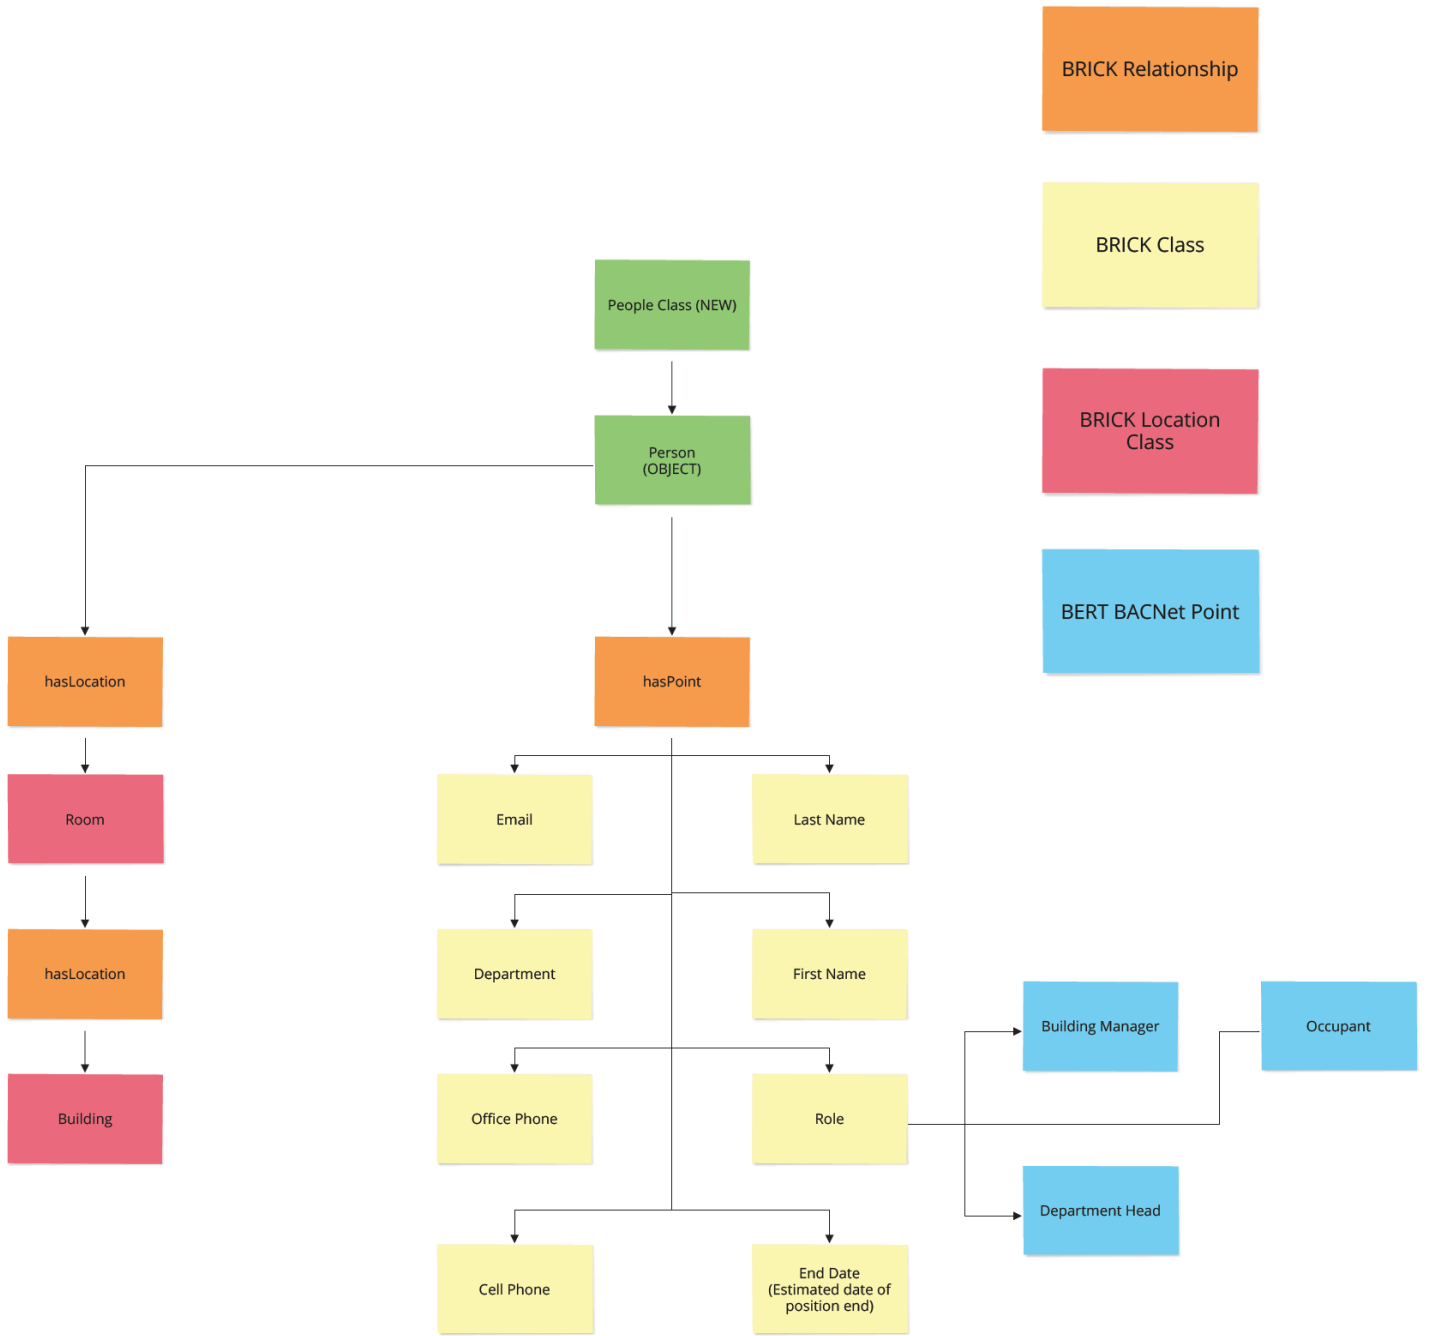 BRICK Relationship
BRICK Class
People Class (NEW)
BRICK Location
Class
Person
(OBJECT)
BERT BACNet Point
hasLocation
hasPoint
Room
Email
Last Name
hasLocation
Department
First Name
Building Manager
Occupant
Building
Office Phone
Role
Department Head
Cell Phone
End Date
(Estimated date of
position end)